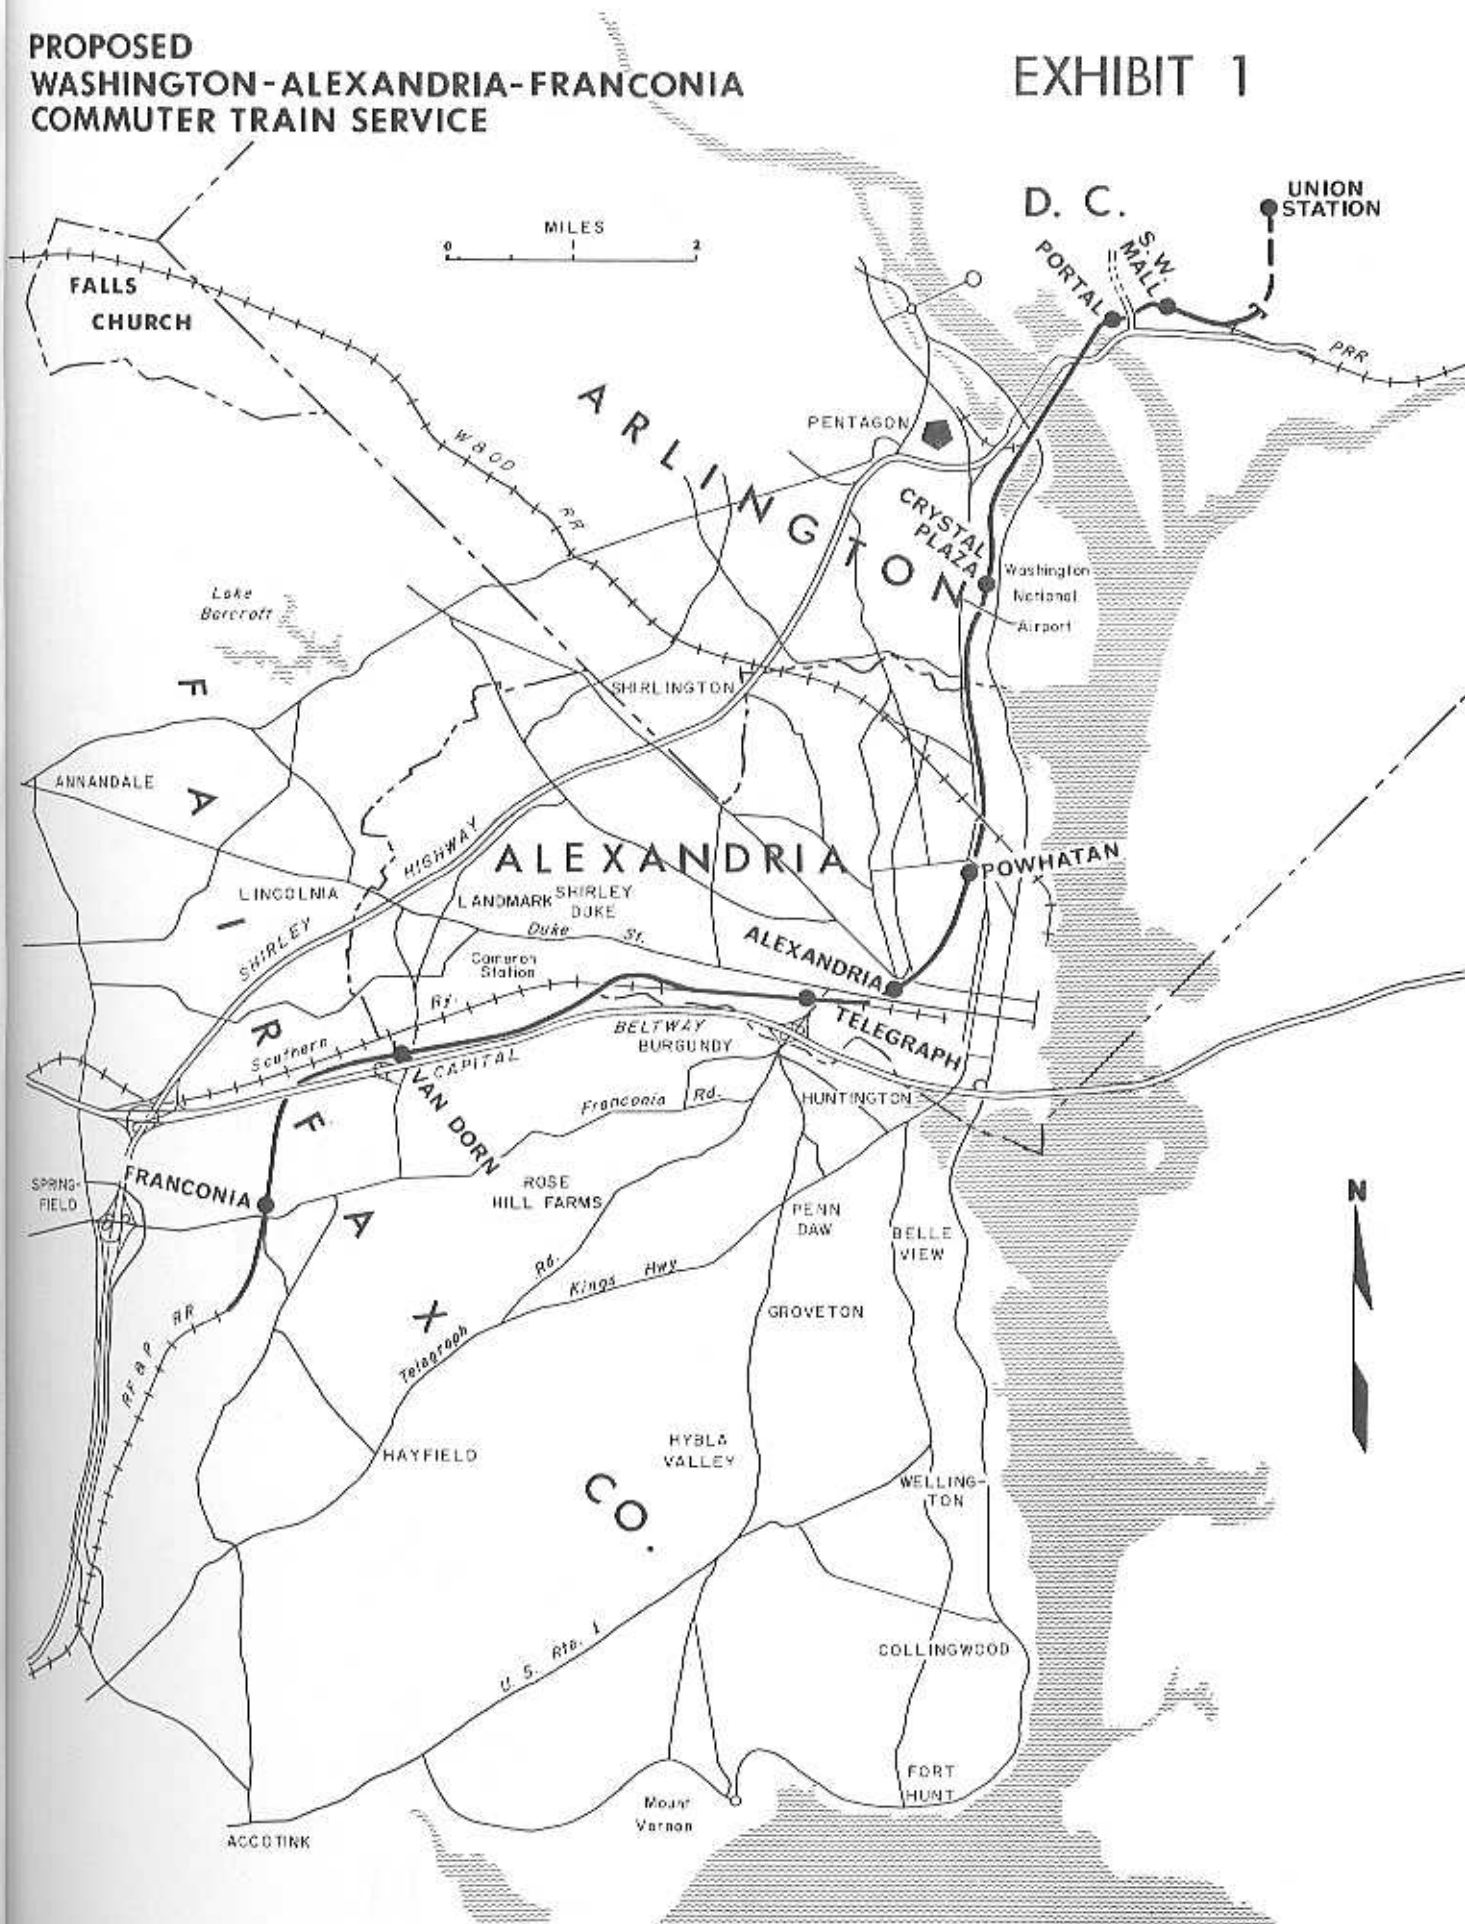 PROPOSED
WASHINGTON-ALEXANDRIA-FRANCONIA
COMMUTER TRAIN SERVICE
EXHIBIT 1
D. C.
UNION
STATION
S. W.
MALL
PORTAL
MILES
0 2
FALLS
CHURCH
PRR
ARLINGTON
PENTAGON
W&OD
RR
CRYSTAL
PLAZA
Washington
National
Airport
Lake
Barcroft
SHIRLINGTON
ANNANDALE
FAIRFAX
CO.
SHIRLEY
HIGHWAY
ALEXANDRIA
POWHATAN
LINCOLNIA
LANDMARK
SHIRLEY
DUKE
Duke St.
ALEXANDRIA
Cameron
Station
Southern
Ry.
TELEGRAPH
CAPITAL
BELTWAY
BURGUNDY
VAN DORN
Franconia Rd.
HUNTINGTON
SPRING-
FIELD
FRANCONIA
ROSE
HILL FARMS
PENN
DAW
BELLE
VIEW
N
Telegraph
Rd.
Kings Hwy
GROVETON
RF&P
RR
HAYFIELD
HYBLA
VALLEY
WELLING-
TON
U. S. Rte. 1
COLLINGWOOD
FORT
HUNT
Mount
Vernon
ACCOTINK